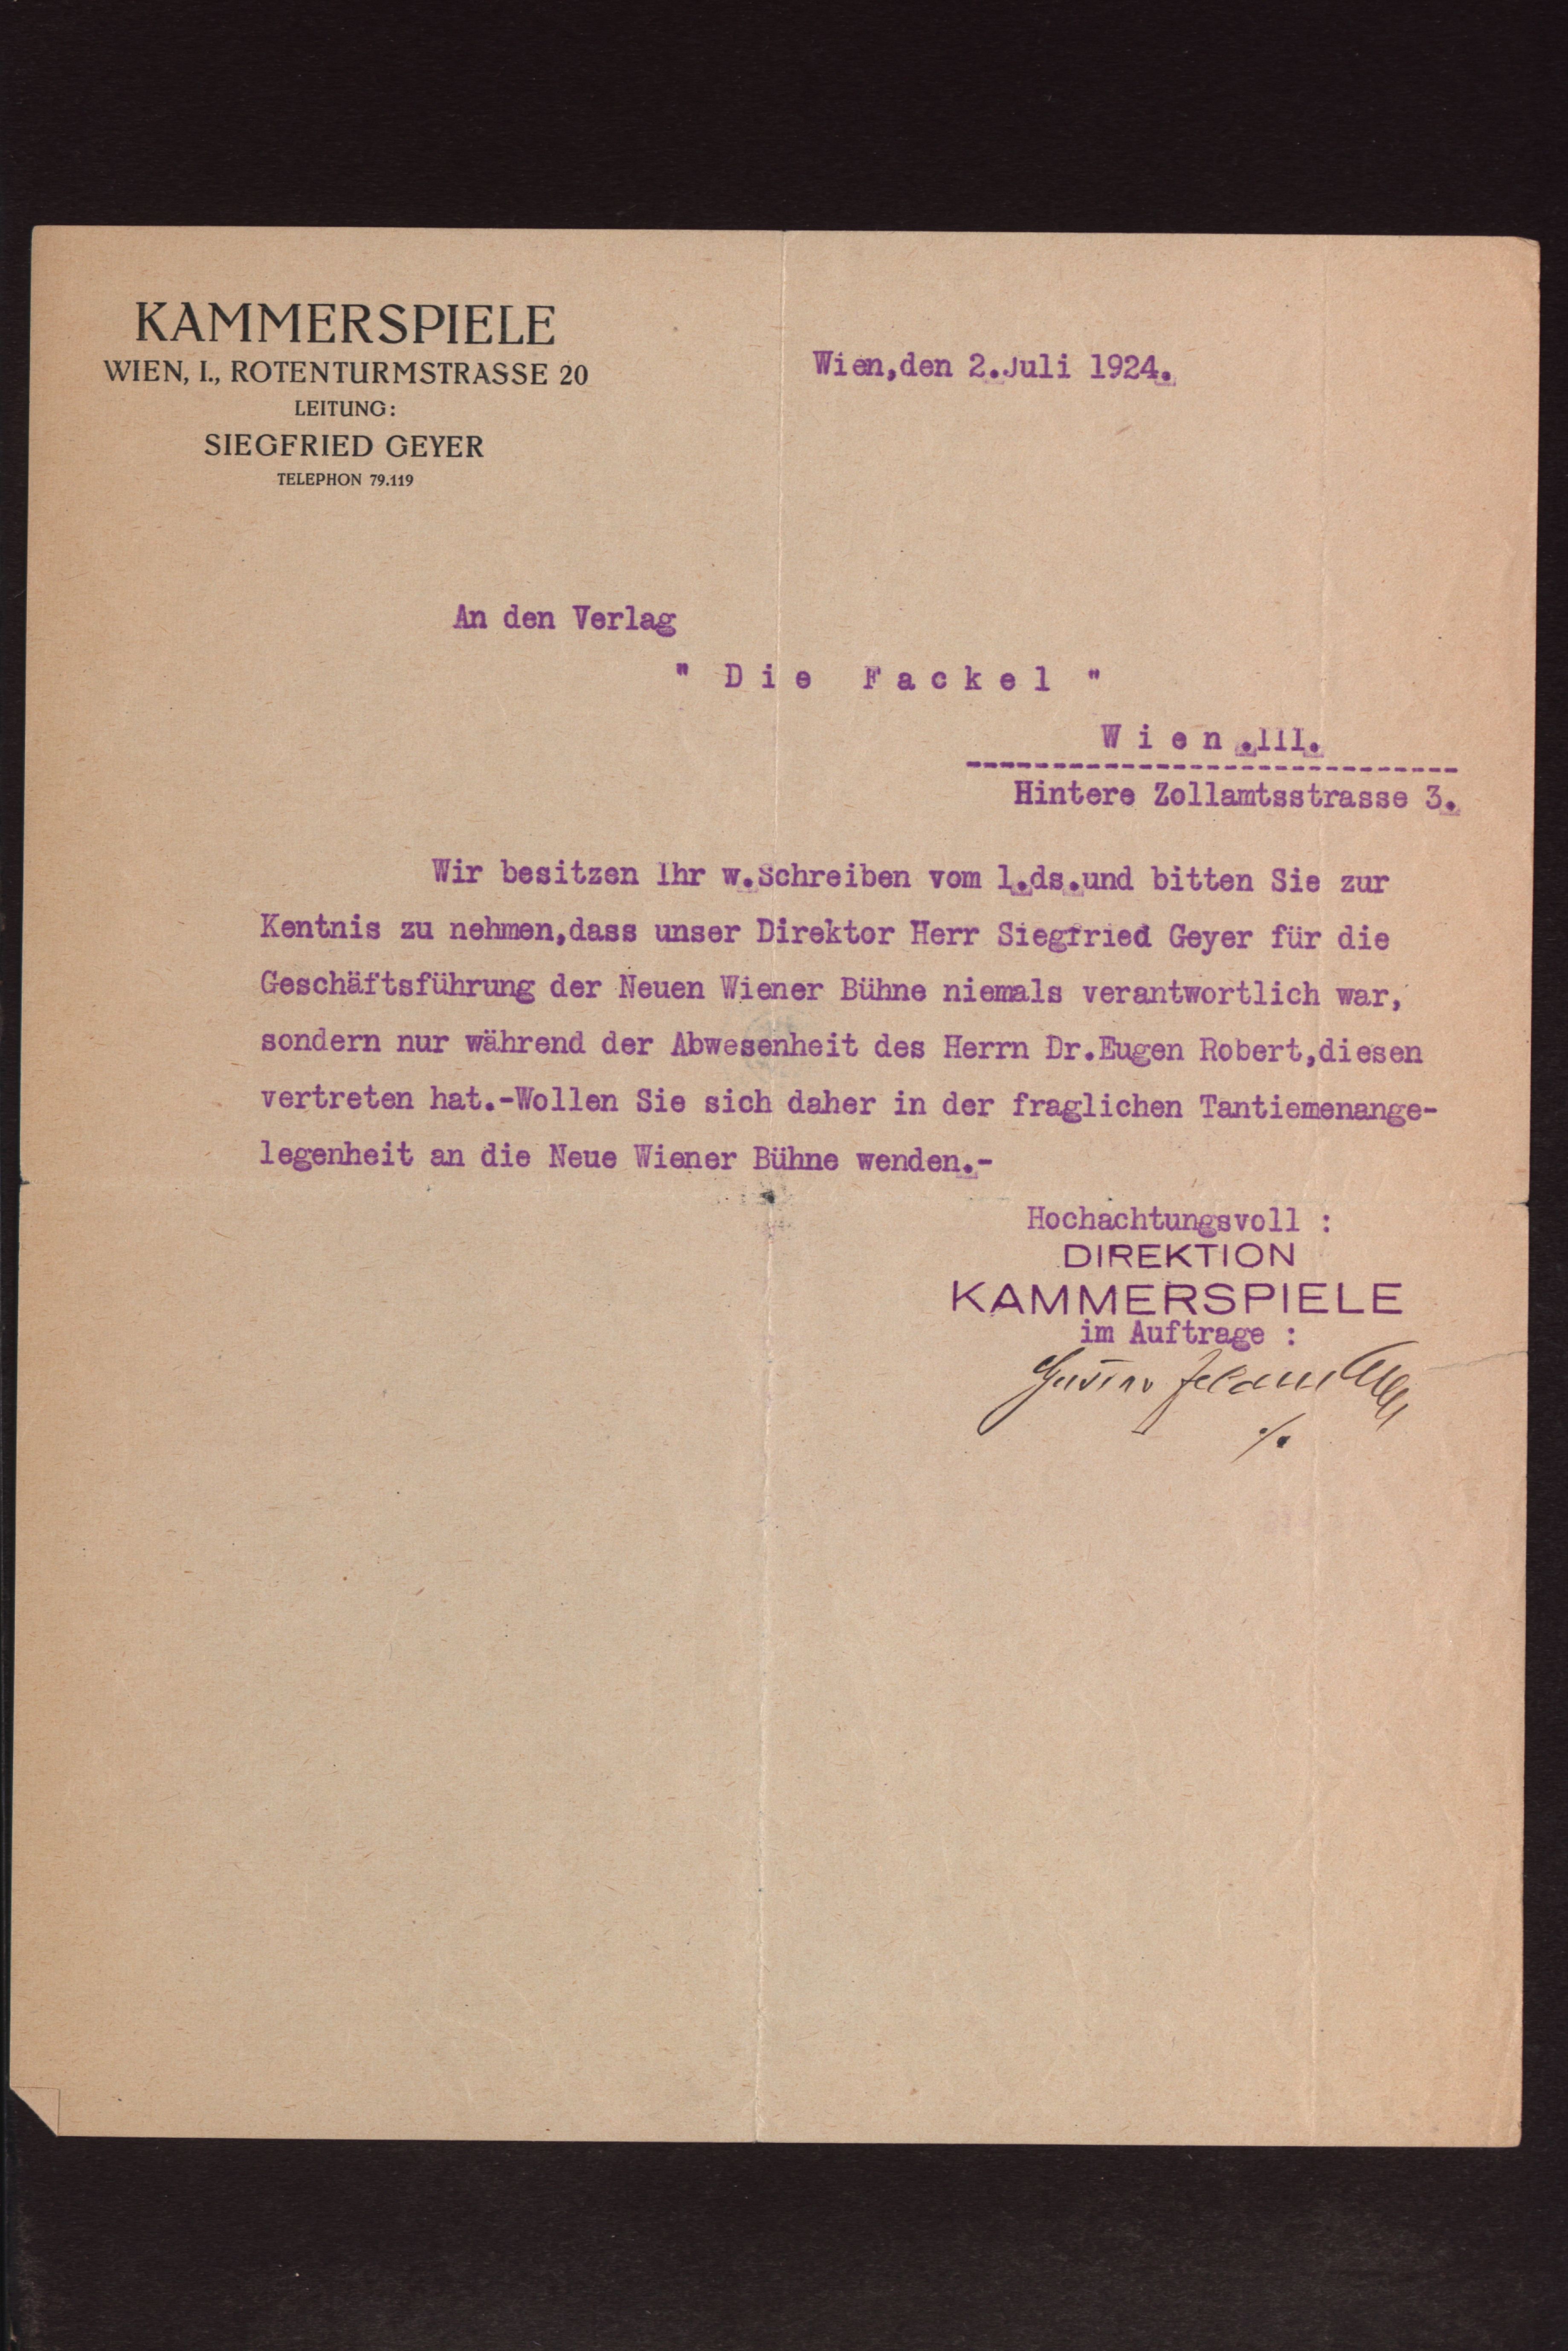 KAMMERSPIELE
WIEN, I., ROTENTURMSTRASSE 20
LEITUNG:
SIEGFRIED GEYER
TELEPHON 79.119
Wien,den 2.Juli 1924.
An den Verlag
" D i e   F a c k e l "
W i e n .III.
Hintere Zollamtsstrasse 3.
Wir besitzen Ihr w.Schreiben vom 1.ds.und bitten Sie zur
Kentnis zu nehmen,dass unser Direktor Herr Siegfried Geyer für die
Geschäftsführung der Neuen Wiener Bühne niemals verantwortlich war,
sondern nur während der Abwesenheit des Herrn Dr.Eugen Robert,diesen
vertreten hat.-Wollen Sie sich daher in der fraglichen Tantiemenange-
legenheit an die Neue Wiener Bühne wenden.-
Hochachtungsvoll :
DIREKTION
KAMMERSPIELE
im Auftrage :
Gustav